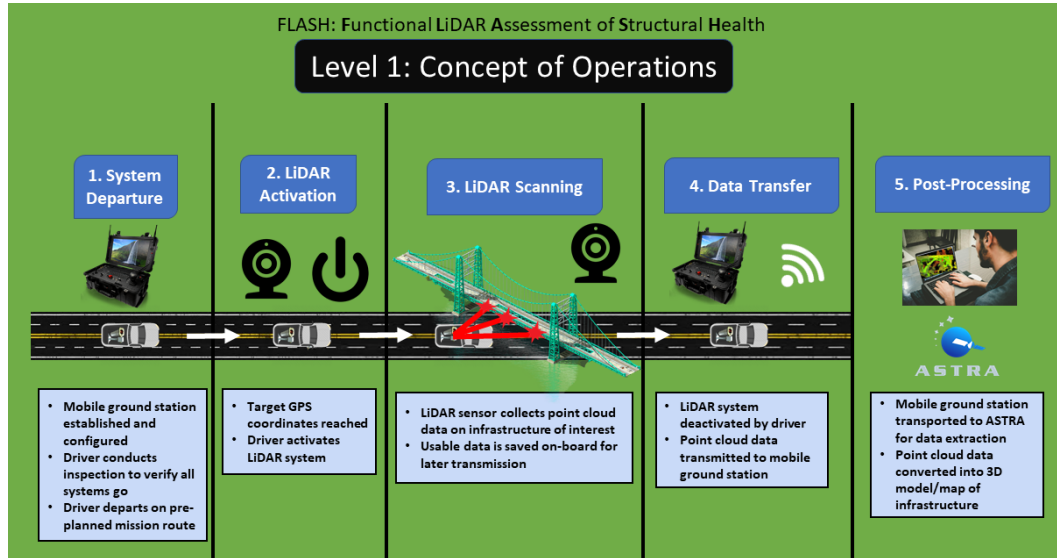 FLASH: Functional LiDAR Assessment of Structural Health
Level 1: Concept of Operations
1. System
Departure
2. LiDAR
Activation
3. LiDAR Scanning
4. Data Transfer
5. Post-Processing
ASTRA
• Mobile ground station
established and
configured
• Driver conducts
inspection to verify all
systems go
• Driver departs on pre-
planned mission route
• Target GPS
coordinates reached
• Driver activates
LiDAR system
• LiDAR sensor collects point cloud
data on infrastructure of interest
• Usable data is saved on-board for
later transmission
• LiDAR system
deactivated by driver
• Point cloud data
transmitted to mobile
ground station
• Mobile ground station
transported to ASTRA
for data extraction
• Point cloud data
converted into 3D
model/map of
infrastructure